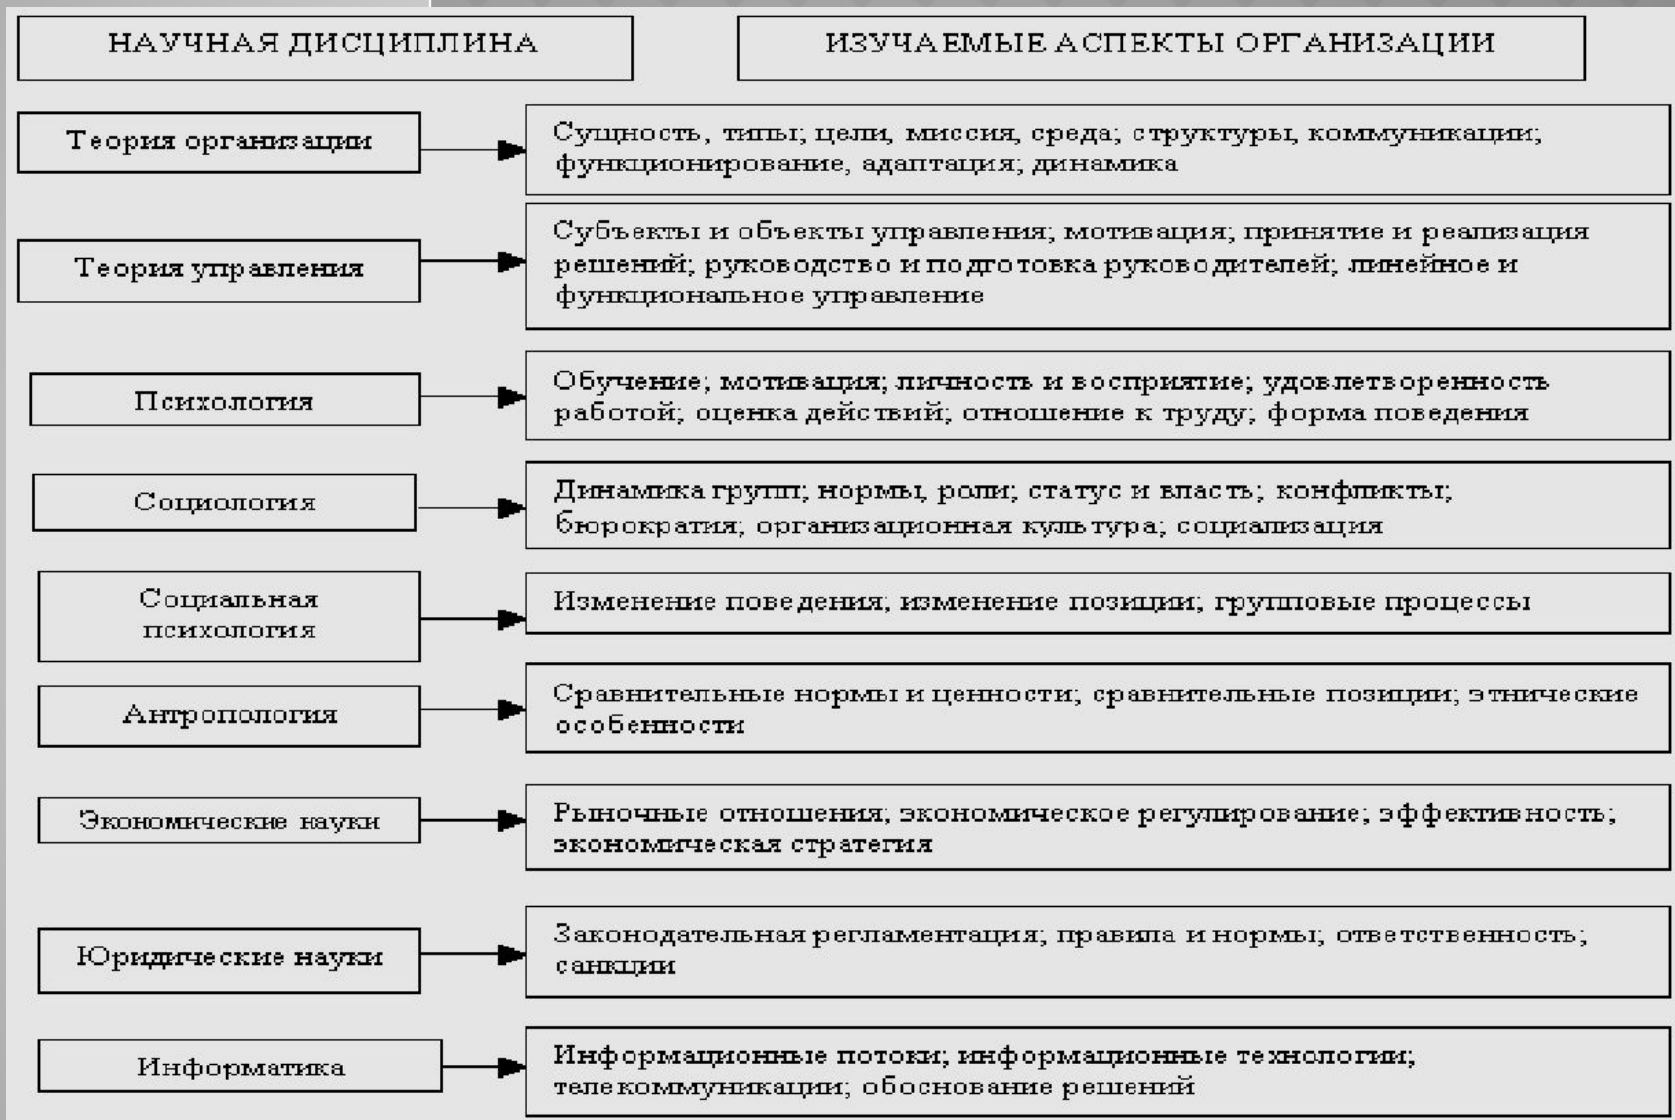 НАУЧНАЯ ДИСЦИПЛИНА
ИЗУЧАЕМЫЕ АСПЕКТЫ ОРГАНИЗАЦИИ
Теория организации
Сущность, типы; цели, миссия, среда; структуры, коммуникации;
функционирование, адаптация; динамика
Теория управления
Субъекты и объекты управления; мотивация; принятие и реализация
решений; руководство и подготовка руководителей; линейное и
функциональное управление
Психология
Обучение; мотивация; личность и восприятие; удовлетворенность
работой; оценка действий; отношение к труду; форма поведения
Социология
Динамика групп; нормы, роли; статус и власть; конфликты;
бюрократия; организационная культура; социализация
Социальная
психология
Изменение поведения; изменение позиции; групповые процессы
Антропология
Сравнительные нормы и ценности; сравнительные позиции; этнические
особенности
Экономические науки
Рыночные отношения; экономическое регулирование; эффективность;
экономическая стратегия
Юридические науки
Законодательная регламентация; правила и нормы; ответственность;
санкции
Информатика
Информационные потоки; информационные технологии;
телекоммуникации; обоснование решений